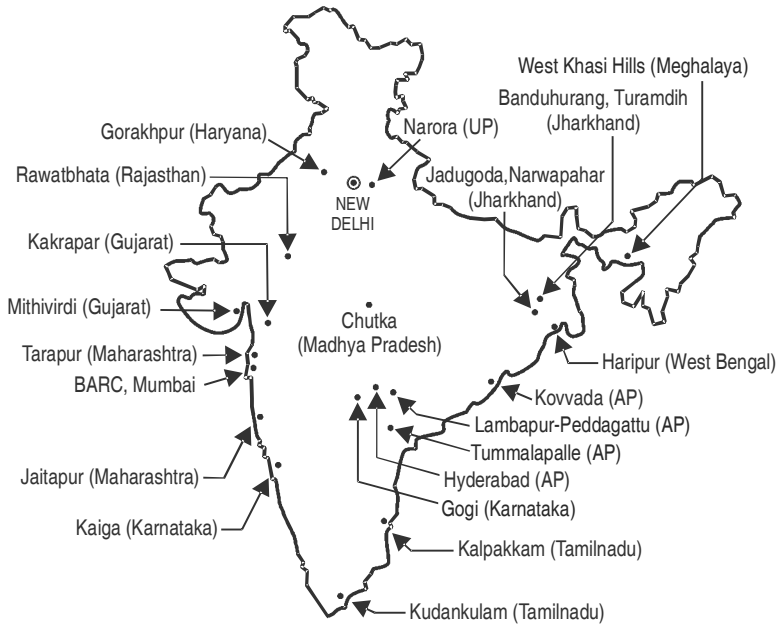 West Khasi Hills (Meghalaya)
Banduhurang, Turamdih
(Jharkhand)
Gorakhpur (Haryana)
Narora (UP)
Rawatbhata (Rajasthan)
Jadugoda,Narwapahar
(Jharkhand)
NEW
DELHI
Kakrapar (Gujarat)
Mithivirdi (Gujarat)
Chutka
(Madhya Pradesh)
Tarapur (Maharashtra)
Haripur (West Bengal)
BARC, Mumbai
Kovvada (AP)
Lambapur-Peddagattu (AP)
Tummalapalle (AP)
Jaitapur (Maharashtra)
Hyderabad (AP)
Gogi (Karnataka)
Kaiga (Karnataka)
Kalpakkam (Tamilnadu)
Kudankulam (Tamilnadu)